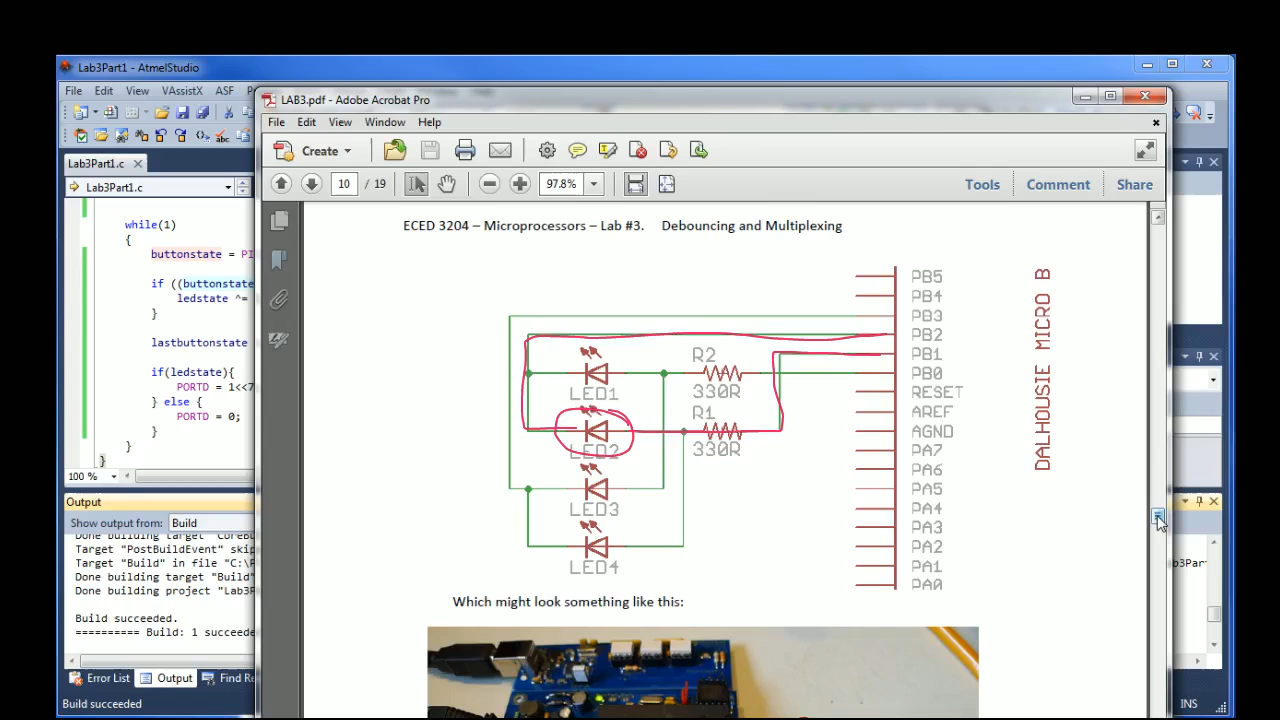 Lab3Part1 - AtmelStudio
File Edit View VAssistX ASF
Lab3Part1.c
Lab3Part1.c
while(1)
{
buttonstate = PI
if ((buttonstate
ledstate ^=
}
lastbuttonstate
if(ledstate){
PORTD = 1<<7
} else {
PORTD = 0;
}
}
}
100 %
Output
Show output from: Build
Done building target "CoreBu
Target "PostBuildEvent" skip
Target "Build" in file "C:\P
Done building target "Build"
Done building project "Lab3P
Build succeeded.
========== Build: 1 succeede
Error List Output Find Re
Build succeeded
INS
b3Par
LAB3.pdf - Adobe Acrobat Pro
File Edit View Window Help
Create
10 / 19 97.8% Tools Comment Share
ECED 3204 – Microprocessors – Lab #3. Debouncing and Multiplexing
PB5
PB4
PB3
PB2
PB1
PB0
RESET
AREF
AGND
PA7
PA6
PA5
PA4
PA3
PA2
PA1
PA0
DALHOUSIE MICRO B
R2
330R
R1
330R
LED1
LED2
LED3
LED4
Which might look something like this: